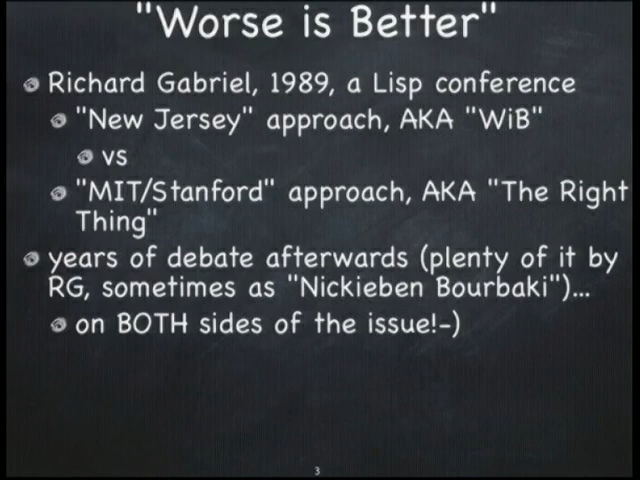 "Worse is Better"
Richard Gabriel, 1989, a Lisp conference
"New Jersey" approach, AKA "WiB"
vs
"MIT/Stanford" approach, AKA "The Right
Thing"
years of debate afterwards (plenty of it by
RG, sometimes as "Nickieben Bourbaki")...
on BOTH sides of the issue!-)
3